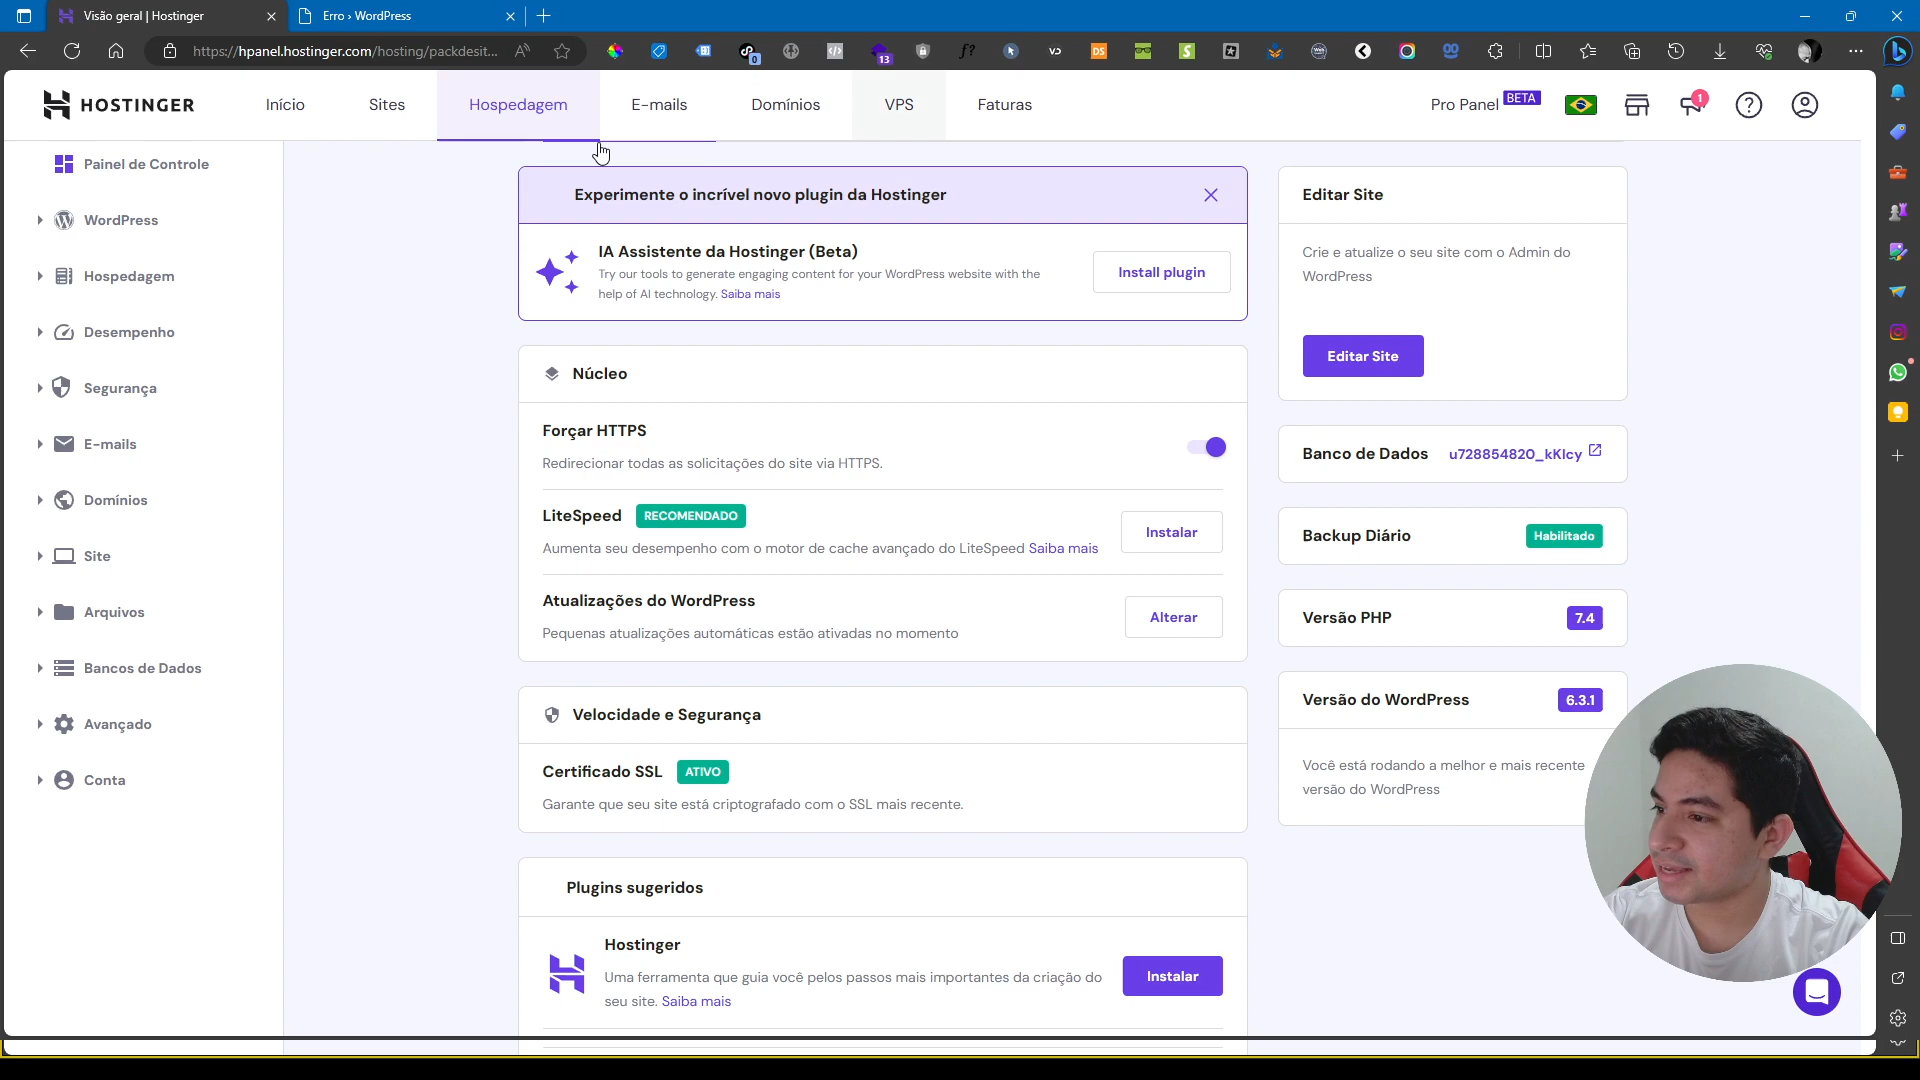 Visão geral | Hostinger
Erro › WordPress
https://hpanel.hostinger.com/hosting/packdesit...
HOSTINGER
Início
Sites
Hospedagem
E-mails
Domínios
VPS
Faturas
Pro Panel BETA
1
Painel de Controle
WordPress
Hospedagem
Desempenho
Segurança
E-mails
Domínios
Site
Arquivos
Bancos de Dados
Avançado
Conta
Experimente o incrível novo plugin da Hostinger
IA Assistente da Hostinger (Beta)
Try our tools to generate engaging content for your WordPress website with the
help of AI technology. Saiba mais
Install plugin
Núcleo
Forçar HTTPS
Redirecionar todas as solicitações do site via HTTPS.
LiteSpeed RECOMENDADO
Aumenta seu desempenho com o motor de cache avançado do LiteSpeed Saiba mais
Instalar
Atualizações do WordPress
Pequenas atualizações automáticas estão ativadas no momento
Alterar
Velocidade e Segurança
Certificado SSL ATIVO
Garante que seu site está criptografado com o SSL mais recente.
Plugins sugeridos
Hostinger
Uma ferramenta que guia você pelos passos mais importantes da criação do
seu site. Saiba mais
Instalar
Editar Site
Crie e atualize o seu site com o Admin do
WordPress
Editar Site
Banco de Dados u728854820_kKlcy
Backup Diário Habilitado
Versão PHP 7.4
Versão do WordPress 6.3.1
Você está rodando a melhor e mais recente
versão do WordPress